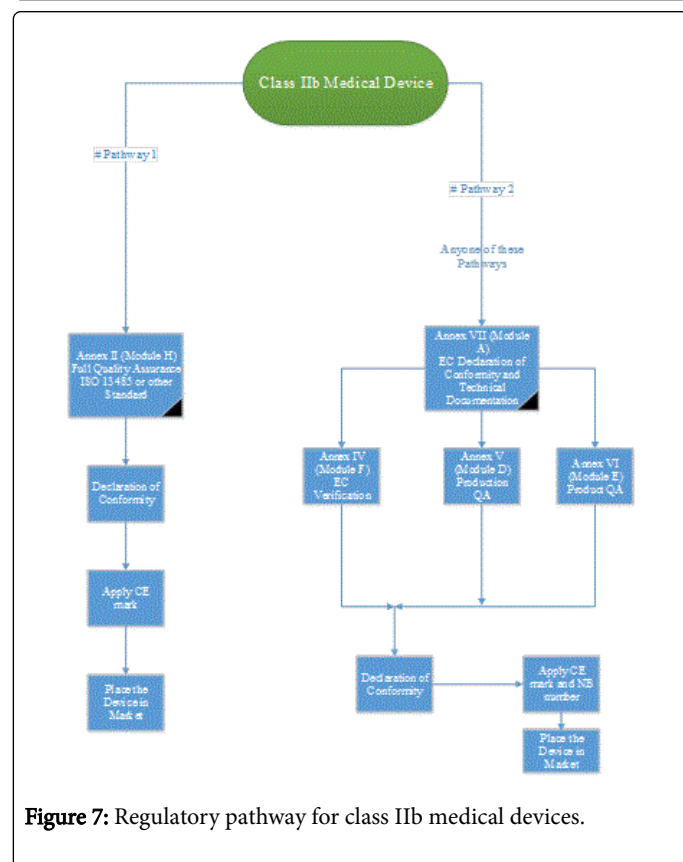 Class IIb Medical Device
# Pathway 1
# Pathway 2
Anyone of these
Pathways
Annex II (Module H)
Full Quality Assurance
ISO 13485 or other
Standard
Annex VII (Module
A)
EC Declaration of
Conformity and
Technical
Documentation
Annex IV
(Module F)
EC
Verification
Annex V
(Module D)
Production
QA
Annex VI
(Module E)
Product QA
Declaration of
Conformity
Apply CE
mark
Place the
Device in
Market
Declaration of
Conformity
Apply CE
mark and NB
number
Place the
Device in
Market
Figure 7: Regulatory pathway for class IIb medical devices.